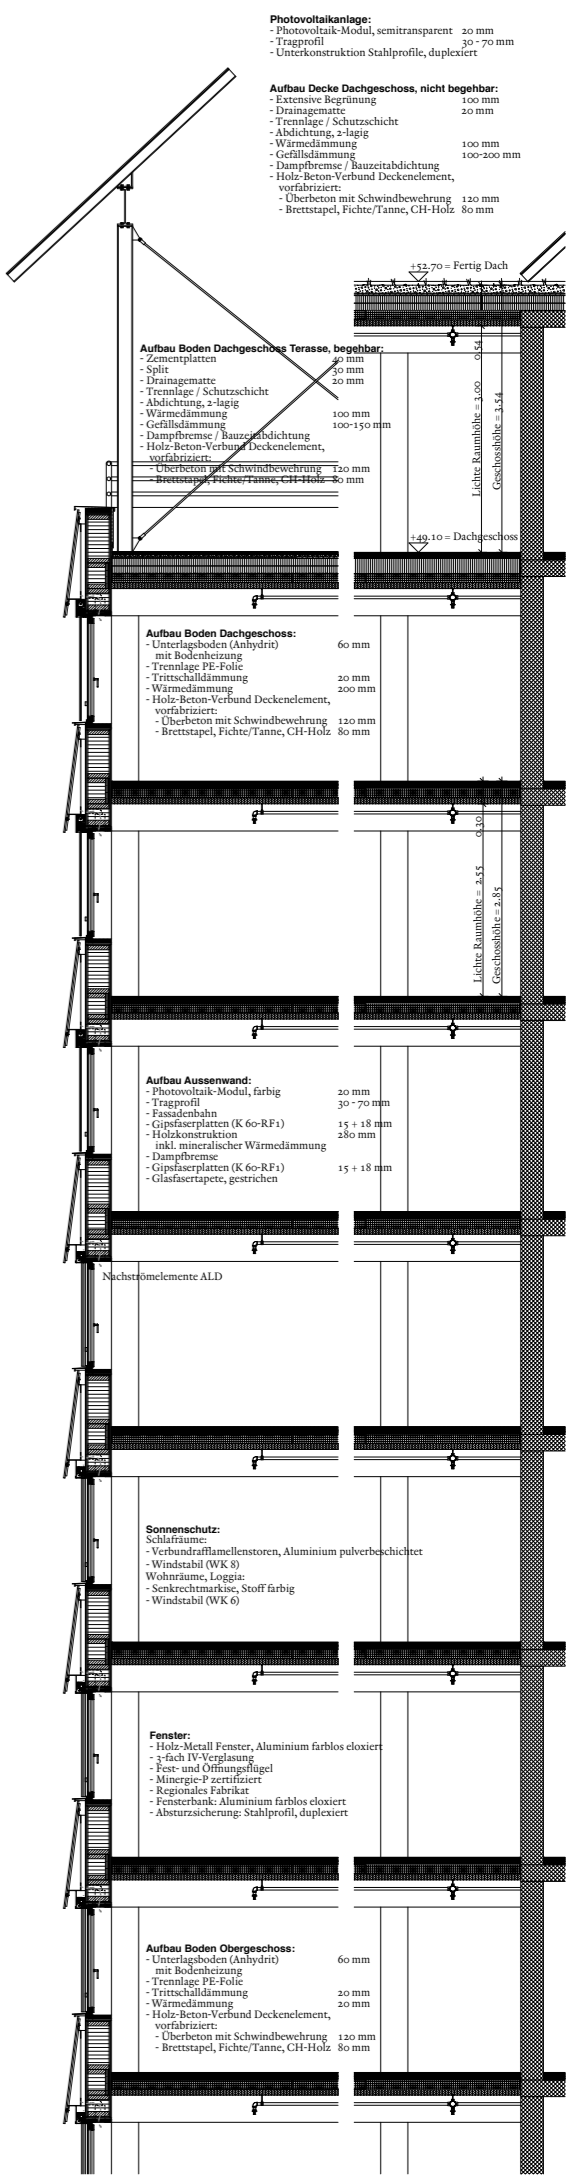 Photovoltaikanlage:
- Photovoltaik-Modul, semitransparent 20 mm
- Tragprofil 30 - 70 mm
- Unterkonstruktion Stahlprofile, duplexiert
Aufbau Decke Dachgeschoss, nicht begehbar:
- Extensive Begrünung 100 mm
- Drainagematte 20 mm
- Trennlage / Schutzschicht
- Abdichtung, 2-lagig
- Wärmedämmung 100 mm
- Gefällsdämmung 100-200 mm
- Dampfbremse / Bauzeitabdichtung
- Holz-Beton-Verbund Deckenelement,
vorfabriziert:
- Überbeton mit Schwindbewehrung 120 mm
- Brettstapel, Fichte/Tanne, CH-Holz 80 mm
+52.70 = Fertig Dach
Aufbau Boden Dachgeschoss Terasse, begehbar:
- Zementplatten 40 mm
- Split 30 mm
- Drainagematte 20 mm
- Trennlage / Schutzschicht
- Abdichtung, 2-lagig
- Wärmedämmung 100 mm
- Gefällsdämmung 100-150 mm
- Dampfbremse / Bauzeitabdichtung
- Holz-Beton-Verbund Deckenelement,
vorfabriziert:
- Überbeton mit Schwindbewehrung 120 mm
- Brettstapel, Fichte/Tanne, CH-Holz 80 mm
0.54
Lichte Raumhöhe = 3.00
Geschosshöhe = 3.54
+49.10 = Dachgeschoss
Aufbau Boden Dachgeschoss:
- Unterlagsboden (Anhydrit) 60 mm
mit Bodenheizung
- Trennlage PE-Folie
- Trittschalldämmung 20 mm
- Wärmedämmung 200 mm
- Holz-Beton-Verbund Deckenelement,
vorfabriziert:
- Überbeton mit Schwindbewehrung 120 mm
- Brettstapel, Fichte/Tanne, CH-Holz 80 mm
0.30
Lichte Raumhöhe = 2.55
Geschosshöhe = 2.85
Aufbau Aussenwand:
- Photovoltaik-Modul, farbig 20 mm
- Tragprofil 30 - 70 mm
- Fassadenbahn
- Gipsfaserplatten (K 60-RF1) 15 + 18 mm
- Holzkonstruktion 280 mm
inkl. mineralischer Wärmedämmung
- Dampfbremse
- Gipsfaserplatten (K 60-RF1) 15 + 18 mm
- Glasfasertapete, gestrichen
Nachströmelemente ALD
Sonnenschutz:
Schlafräume:
- Verbundrafflamellenstoren, Aluminium pulverbeschichtet
- Windstabil (WK 8)
Wohnräume, Loggia:
- Senkrechtmarkise, Stoff farbig
- Windstabil (WK 6)
Fenster:
- Holz-Metall Fenster, Aluminium farblos eloxiert
- 3-fach IV-Verglasung
- Fest- und Öffnungsflügel
- Minergie-P zertifiziert
- Regionales Fabrikat
- Fensterbank: Aluminium farblos eloxiert
- Absturzsicherung: Stahlprofil, duplexiert
Aufbau Boden Obergeschoss:
- Unterlagsboden (Anhydrit) 60 mm
mit Bodenheizung
- Trennlage PE-Folie
- Trittschalldämmung 20 mm
- Wärmedämmung 20 mm
- Holz-Beton-Verbund Deckenelement,
vorfabriziert:
- Überbeton mit Schwindbewehrung 120 mm
- Brettstapel, Fichte/Tanne, CH-Holz 80 mm